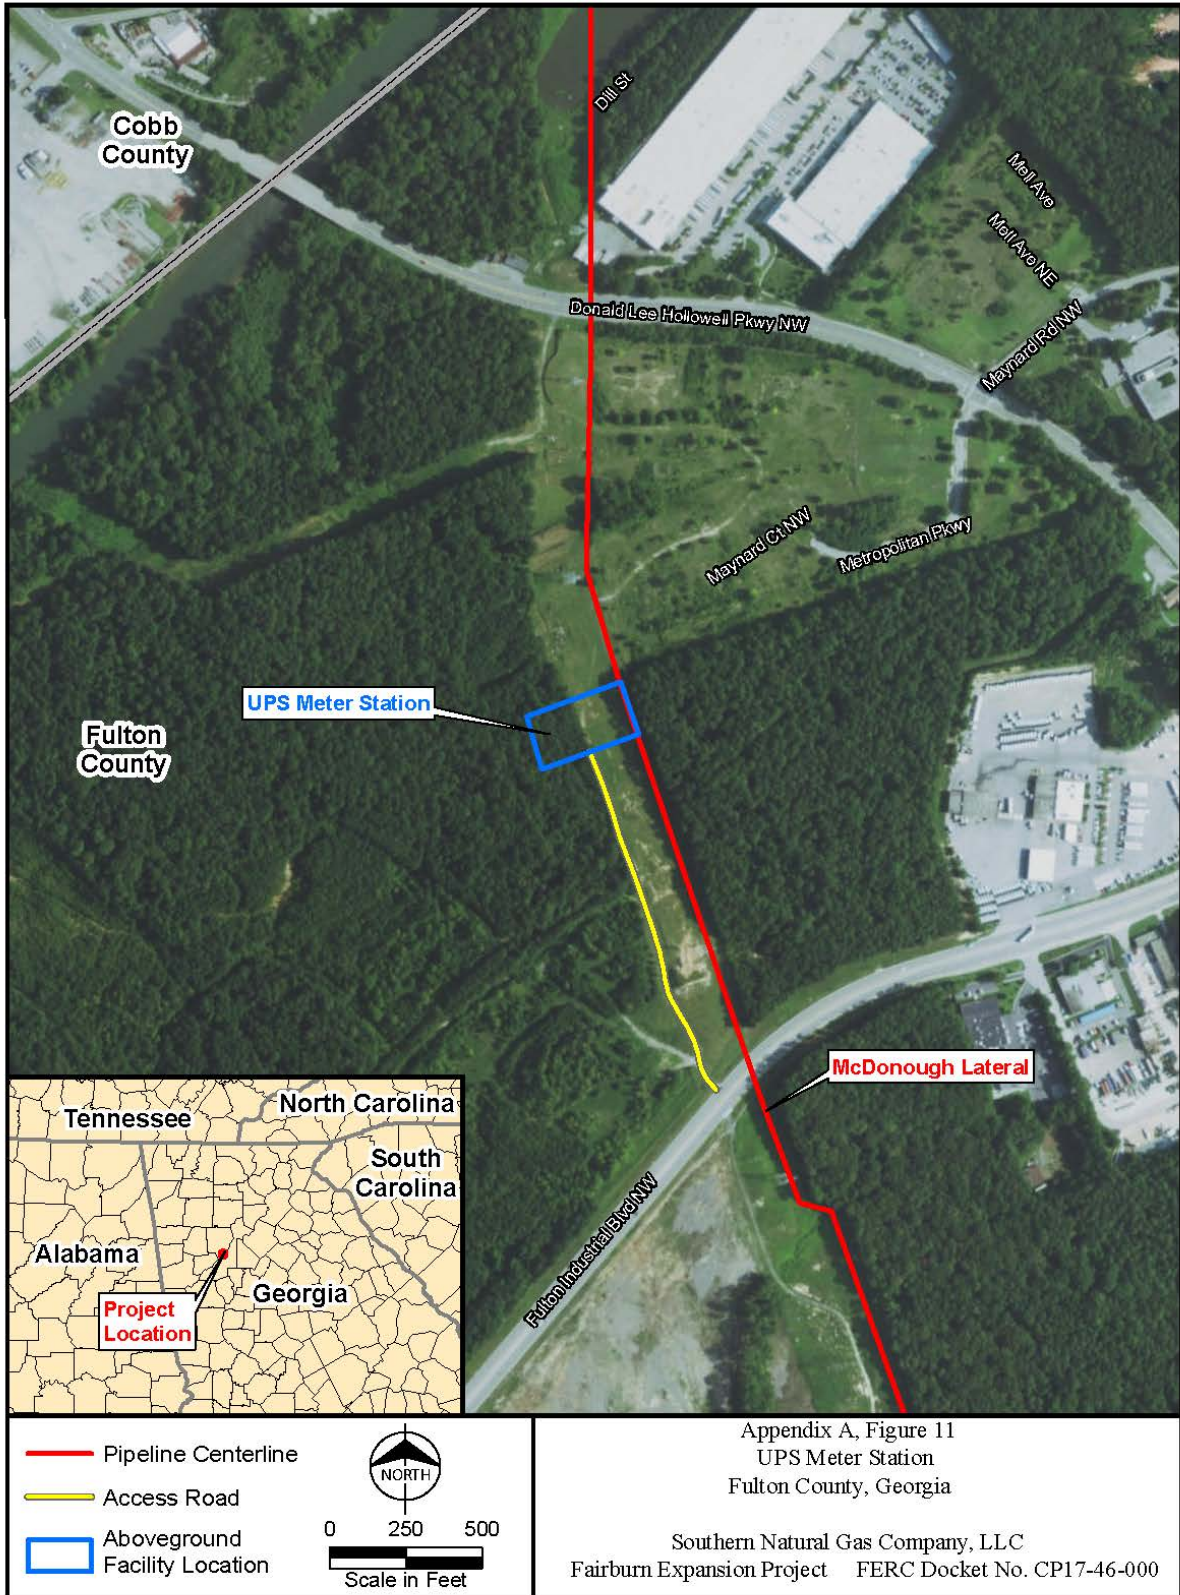 Cobb
County
Dill St
Mell Ave
Mell Ave NE
Donald Lee Hollowell Pkwy NW
Maynard Rd NW
Maynard Ct NW
Metropolitan Pkwy
UPS Meter Station
Fulton
County
McDonough Lateral
Fulton Industrial Blvd NW
Tennessee
North Carolina
South
Carolina
Alabama
Georgia
Project
Location
Pipeline Centerline
Access Road
Aboveground
Facility Location
NORTH
0 250 500
Scale in Feet
Appendix A, Figure 11
UPS Meter Station
Fulton County, Georgia
Southern Natural Gas Company, LLC
Fairburn Expansion Project FERC Docket No. CP17-46-000